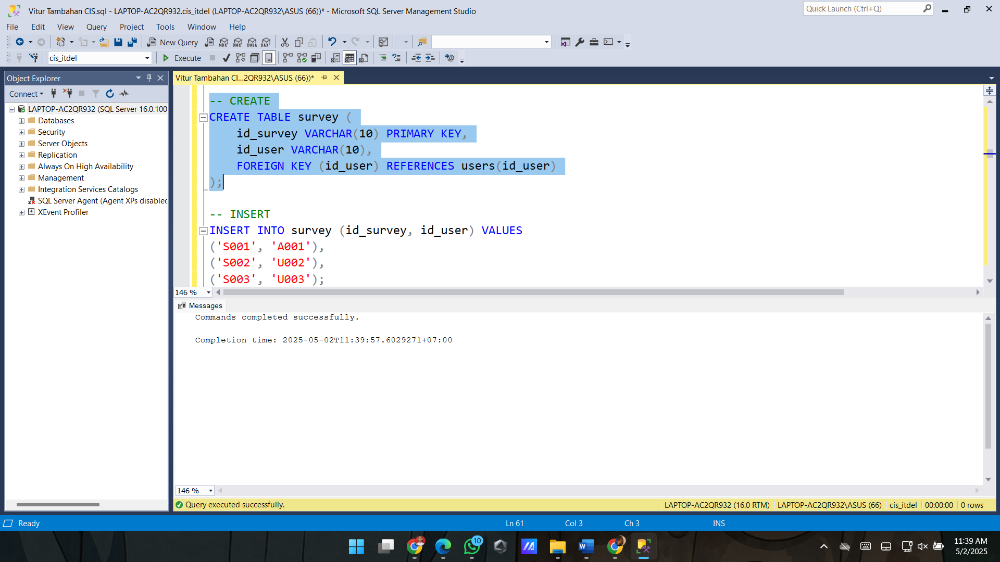 Vitur Tambahan CIS.sql - LAPTOP-AC2QR932.cis_itdel (LAPTOP-AC2QR932\ASUS (66))* - Microsoft SQL Server Management Studio
Quick Launch (Ctrl+Q)
File Edit View Query Project Tools Window Help
New Query
MDX DMX XMLA DAX
cis_itdel
Execute
Object Explorer
Vitur Tambahan CI...2QR932\ASUS (66))*
Connect
LAPTOP-AC2QR932 (SQL Server 16.0.100
Databases
Security
Server Objects
Replication
Always On High Availability
Management
Integration Services Catalogs
SQL Server Agent (Agent XPs disabled
XEvent Profiler
-- CREATE
CREATE TABLE survey (
id_survey VARCHAR(10) PRIMARY KEY,
id_user VARCHAR(10),
FOREIGN KEY (id_user) REFERENCES users(id_user)
);
-- INSERT
INSERT INTO survey (id_survey, id_user) VALUES
('S001', 'A001'),
('S002', 'U002'),
('S003', 'U003');
146 %
Messages
Commands completed successfully.
Completion time: 2025-05-02T11:39:57.6029271+07:00
146 %
Query executed successfully.
LAPTOP-AC2QR932 (16.0 RTM)
LAPTOP-AC2QR932\ASUS (66)
cis_itdel
00:00:00
0 rows
Ready
Ln 61
Col 3
Ch 3
INS
10
11:39 AM
5/2/2025